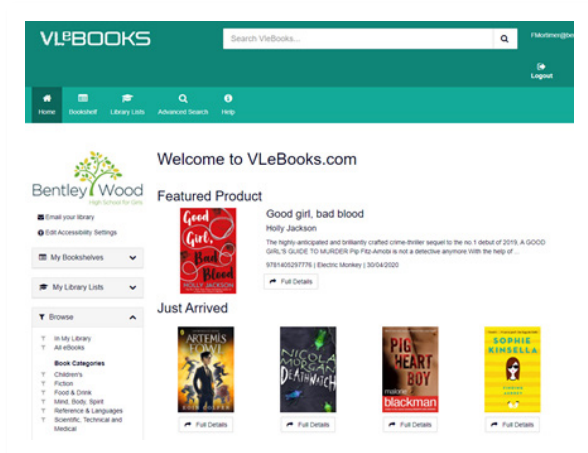 VLeBOOKS
Search VleBooks...
FMortimer@be
Logout
Home
Bookshelf
Library Lists
Advanced Search
Help
Bentley Wood
High School for Girls
Email your library
Edit Accessibility Settings
My Bookshelves
My Library Lists
Browse
In My Library
All eBooks
Book Categories
Children's
Fiction
Food & Drink
Mind, Body, Spirit
Reference & Languages
Scientific, Technical and
Medical
Welcome to VLeBooks.com
Featured Product
Good
Girl,
Bad
Blood
HOLLY JACKSON
Good girl, bad blood
Holly Jackson
The highly-anticipated and brilliantly crafted crime-thriller sequel to the no 1 debut of 2019, A GOOD
GIRL'S GUIDE TO MURDER Pip Fitz-Amobi is not a detective anymore With the help of ...
9781405297776 | Electric Monkey | 30/04/2020
Full Details
Just Arrived
ARTEMIS
FOWL
EOIN COLFER
Full Details
NICOLA
MORGAN
DEATHWATCH
Full Details
PIG
HEART
BOY
malorie
blackman
Full Details
SOPHIE
KINSELLA
FINDING
AUDREY
Full Details